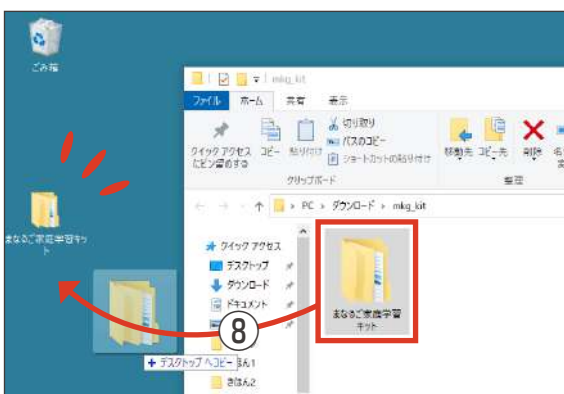 ごみ箱
mkg_kit
ファイル ホーム 共有 表示
クイック アクセス
にピン留めする
コピー
貼り付け
切り取り
パスのコピー
ショートカットの貼り付け
移動先
コピー先
削除
クリップボード
整理
PC > ダウンロード > mkg_kit
クイック アクセス
デスクトップ
ダウンロード
ドキュメント
きほん2
まなるご家庭学習
キット
まなるご家庭学習キッ
ト
⑧
デスクトップ へコピー